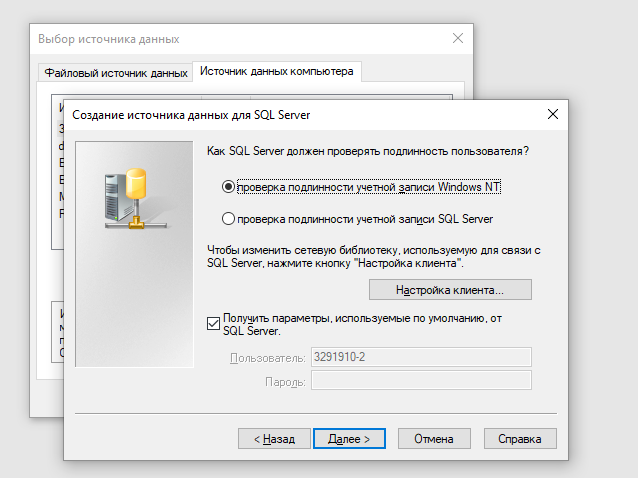 Выбор источника данных
Файловый источник данных
Источник данных компьютера
Создание источника данных для SQL Server
Как SQL Server должен проверять подлинность пользователя?
проверка подлинности учетной записи Windows NT
проверка подлинности учетной записи SQL Server
Чтобы изменить сетевую библиотеку, используемую для связи с
SQL Server, нажмите кнопку "Настройка клиента".
Настройка клиента...
Получить параметры, используемые по умолчанию, от
SQL Server.
Пользователь: 3291910-2
Пароль:
< Назад
Далее >
Отмена
Справка